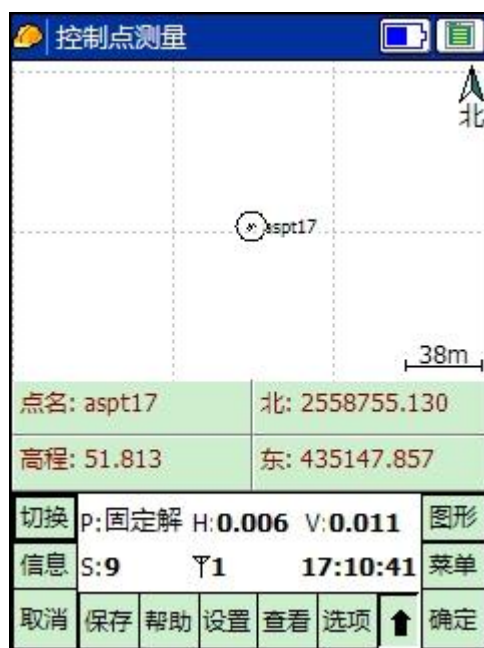 控制点测量
北
aspt17
38m
点名: aspt17 北: 2558755.130
高程: 51.813 东: 435147.857
切换 P:固定解 H:0.006 V:0.011 图形
信息 S:9 1 17:10:41 菜单
取消 保存 帮助 设置 查看 选项 确定